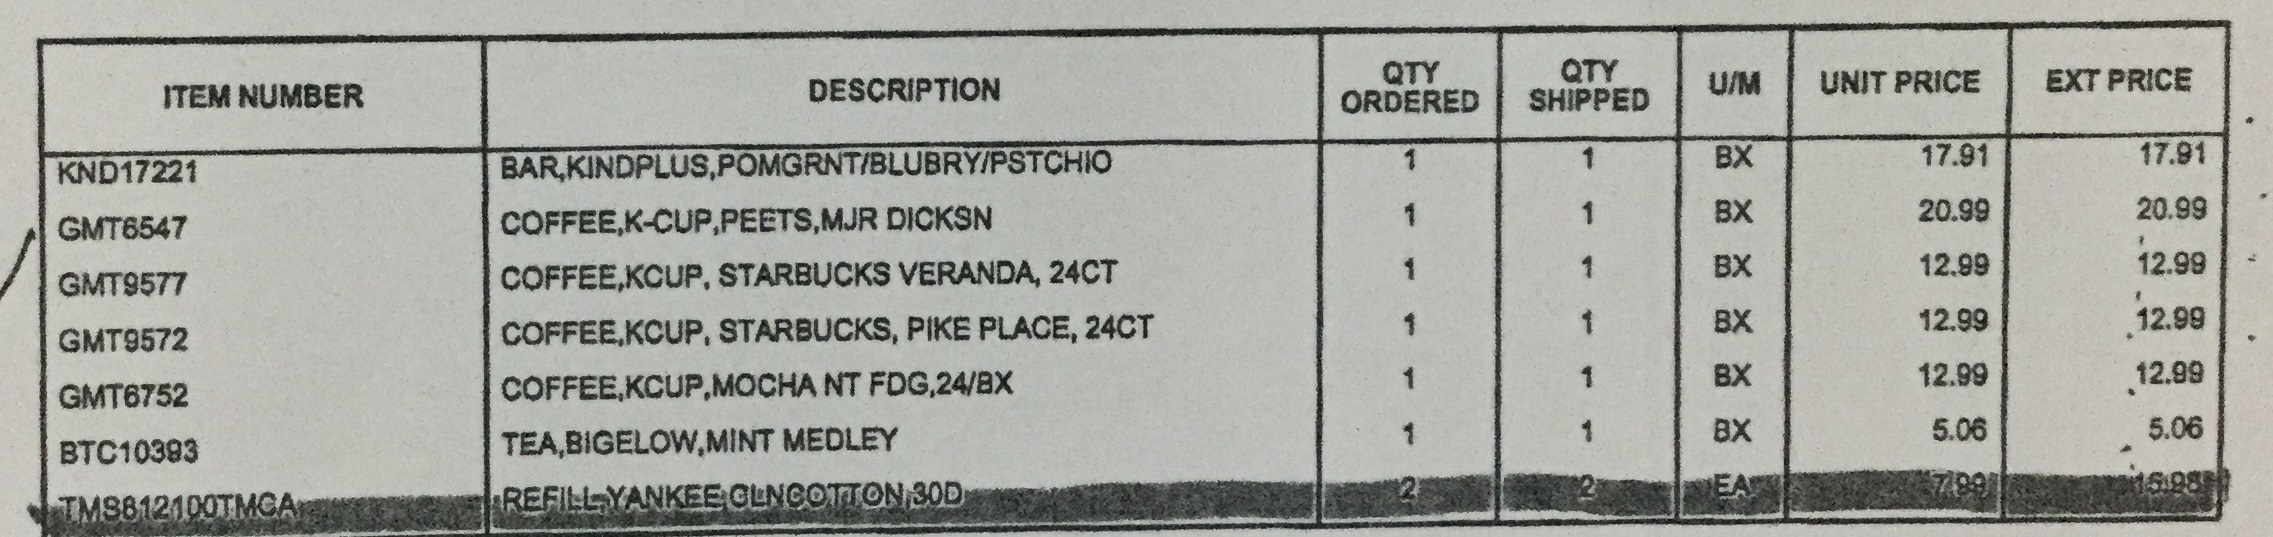 ITEM NUMBER DESCRIPTION QTY ORDERED QTY SHIPPED U/M UNIT PRICE EXT PRICE
KND17221 BAR,KINDPLUS,POMGRNT/BLUBRY/PSTCHIO 1 1 BX 17.91 17.91
GMT6547 COFFEE,K-CUP,PEETS,MJR DICKSN 1 1 BX 20.99 20.99
GMT9577 COFFEE,KCUP, STARBUCKS VERANDA, 24CT 1 1 BX 12.99 12.99
GMT9572 COFFEE,KCUP, STARBUCKS, PIKE PLACE, 24CT 1 1 BX 12.99 12.99
GMT6752 COFFEE,KCUP,MOCHA NT FDG,24/BX 1 1 BX 12.99 12.99
BTC10393 TEA,BIGELOW,MINT MEDLEY 1 1 BX 5.06 5.06
TMS612100TMCA REFILL,YANKEE,CLNCOTTON,30D 2 2 EA 7.99 15.98